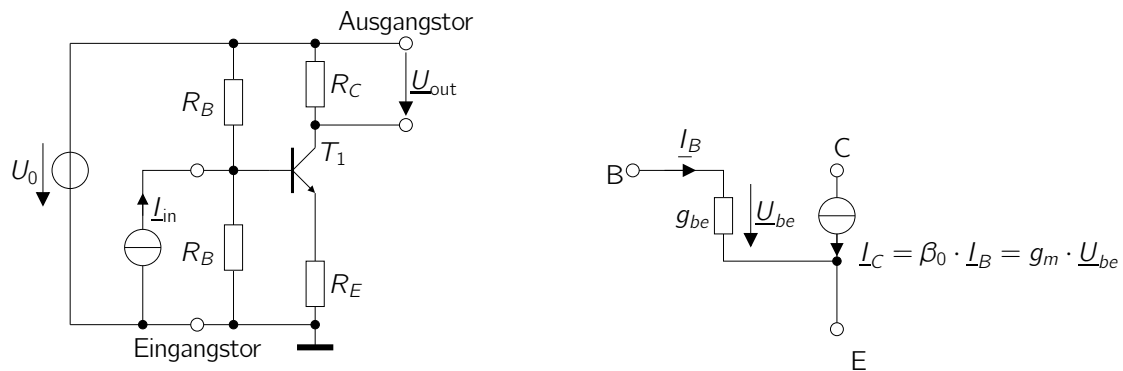 Ausgangstor
R_B
R_C
U_out
U_0
T_1
I_in
R_B
R_E
Eingangstor
I_B
B
C
g_be
U_be
I_C = β_0 · I_B = g_m · U_be
E